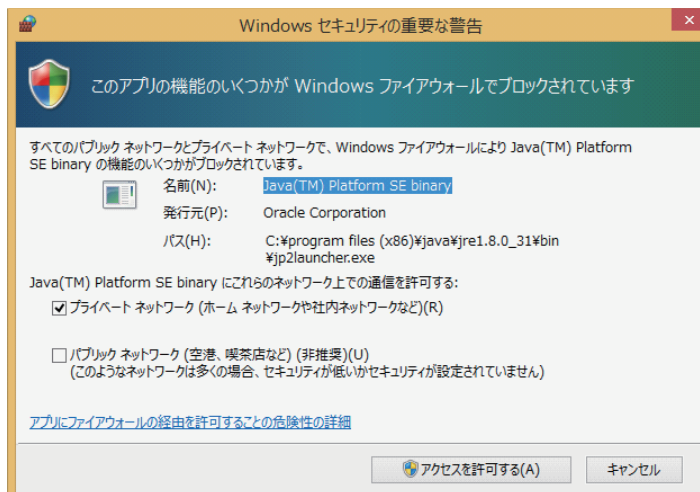 Windows セキュリティの重要な警告
このアプリの機能のいくつかが Windows ファイアウォールでブロックされています
すべてのパブリック ネットワークとプライベート ネットワークで、Windows ファイアウォールにより Java(TM) Platform
SE binary の機能のいくつかがブロックされています。
名前(N): Java(TM) Platform SE binary
発行元(P): Oracle Corporation
パス(H): C:¥program files (x86)¥java¥jre1.8.0_31¥bin
¥jp2launcher.exe
Java(TM) Platform SE binary にこれらのネットワーク上での通信を許可する:
プライベート ネットワーク (ホーム ネットワークや社内ネットワークなど)(R)
パブリック ネットワーク (空港、喫茶店など) (非推奨)(U)
(このようなネットワークは多くの場合、セキュリティが低いかセキュリティが設定されていません)
アプリにファイアウォールの経由を許可することの危険性の詳細
アクセスを許可する(A) キャンセル